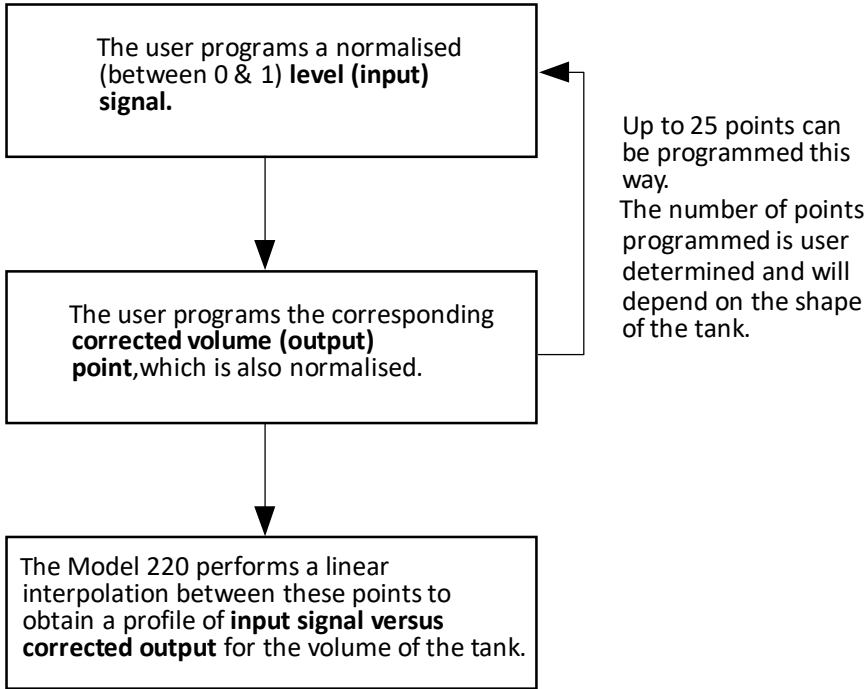 The user programs a normalised
(between 0 & 1) level (input)
signal.
Up to 25 points can
be programmed this
way.
The number of points
programmed is user
determined and will
depend on the shape
of the tank.
The user programs the corresponding
corrected volume (output)
point,which is also normalised.
The Model 220 performs a linear
interpolation between these points to
obtain a profile of input signal versus
corrected output for the volume of the tank.